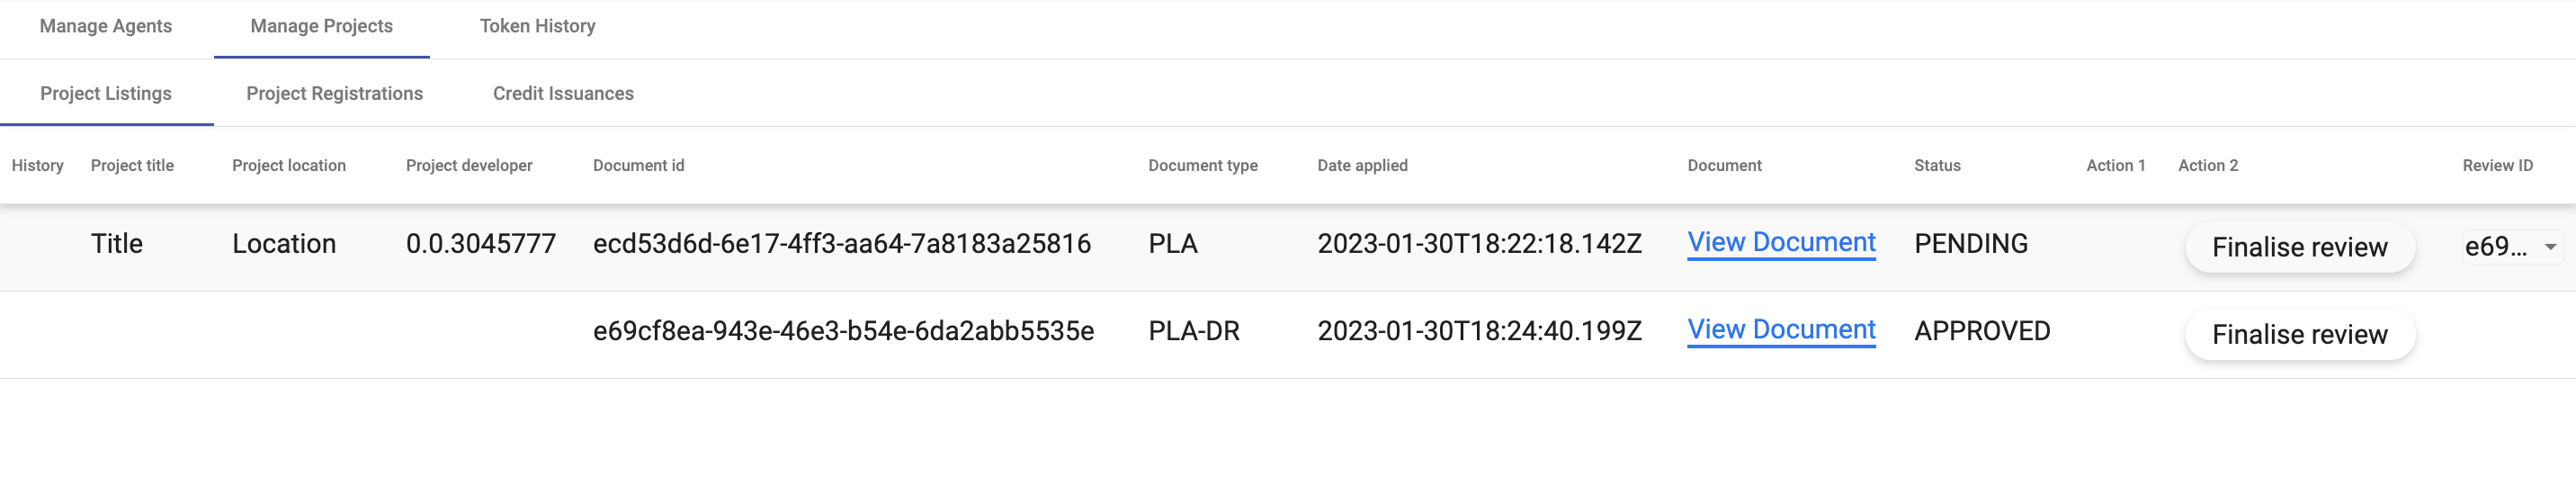 Manage Agents Manage Projects Token History
Project Listings Project Registrations Credit Issuances
History Project title Project location Project developer Document id Document type Date applied Document Status Action 1 Action 2 Review ID
Title Location 0.0.3045777 ecd53d6d-6e17-4ff3-aa64-7a8183a25816 PLA 2023-01-30T18:22:18.142Z View Document PENDING Finalise review e69...
e69cf8ea-943e-46e3-b54e-6da2abb5535e PLA-DR 2023-01-30T18:24:40.199Z View Document APPROVED Finalise review